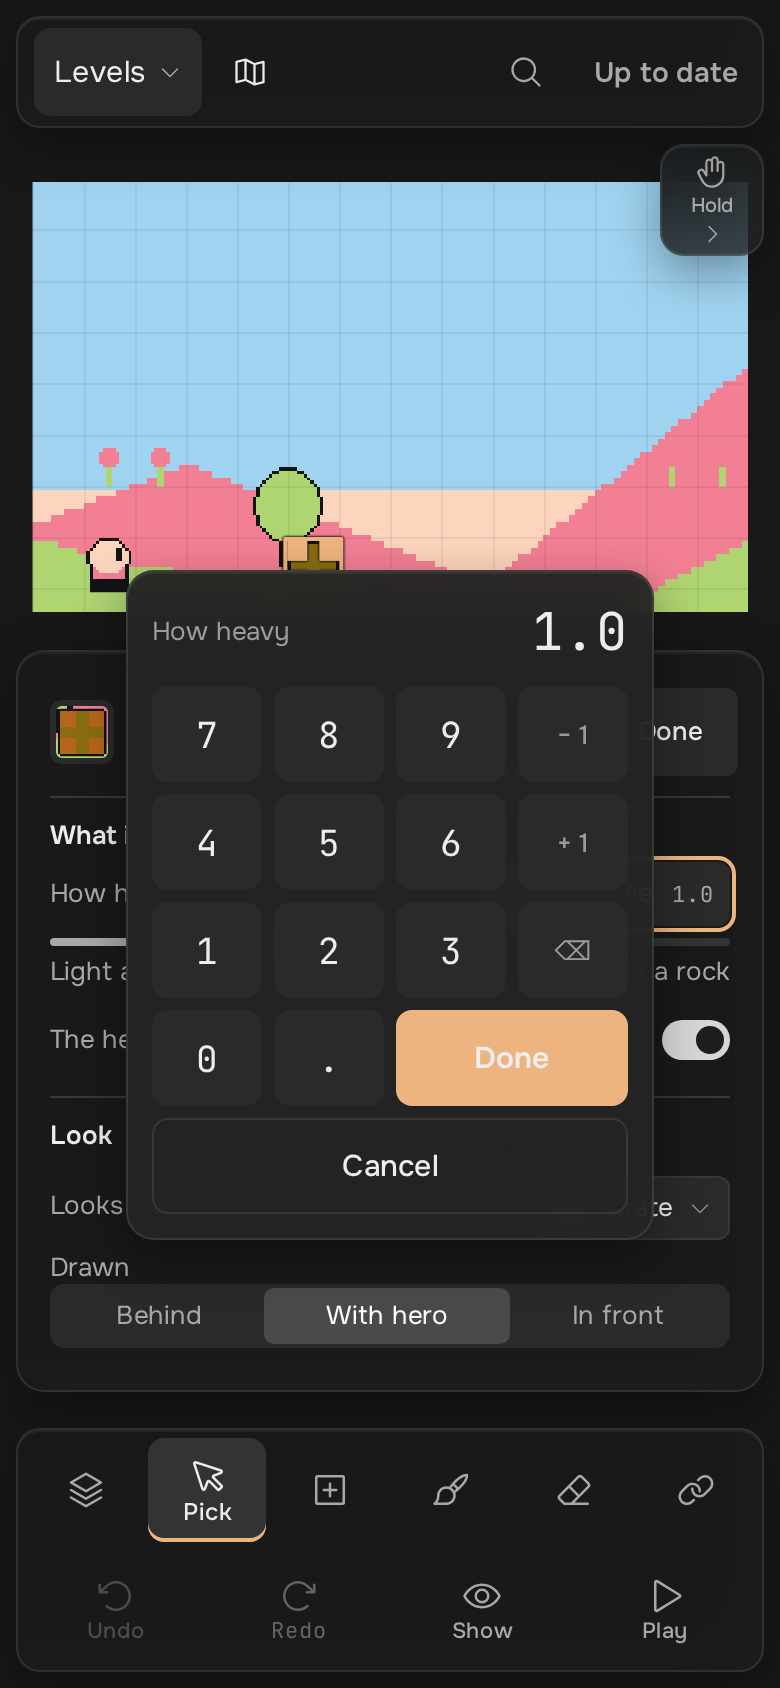 Levels
Up to date
Hold
How heavy
1.0
7
8
9
- 1
Done
What
4
5
6
+ 1
How h
1.0
1
2
3
Light a
a rock
0
.
Done
The he
Look
Cancel
Looks
Drawn
Behind
With hero
In front
Pick
Undo
Redo
Show
Play